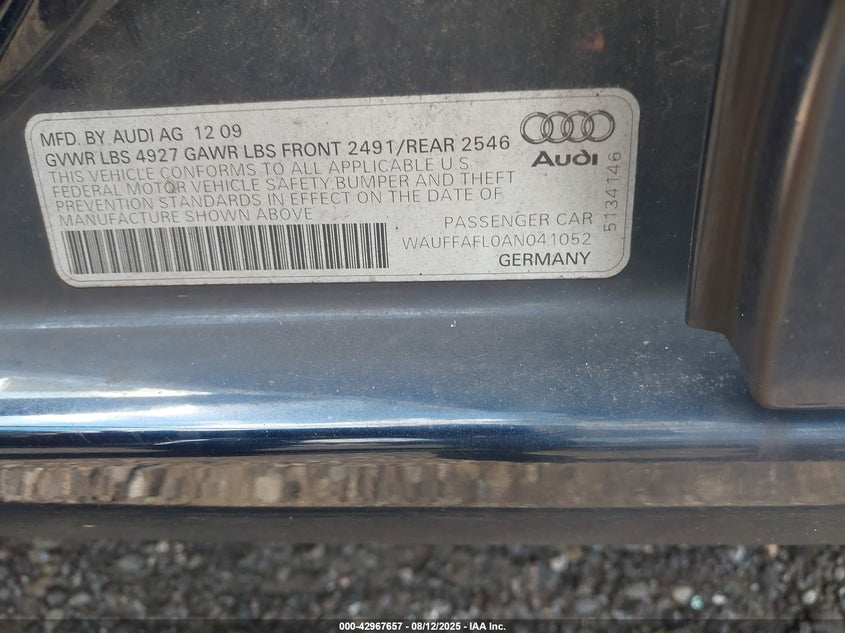 MFD. BY AUDI AG 12 09
GVWR LBS 4927 GAWR LBS FRONT 2491/REAR 2546
THIS VEHICLE CONFORMS TO ALL APPLICABLE U.S.
FEDERAL MOTOR VEHICLE SAFETY,BUMPER AND THEFT
PREVENTION STANDARDS IN EFFECT ON THE DATE OF
MANUFACTURE SHOWN ABOVE
PASSENGER CAR
WAUFFAFL0AN041052
GERMANY
Audi
5134146
000-42967657 - 08/12/2025 - IAA Inc.